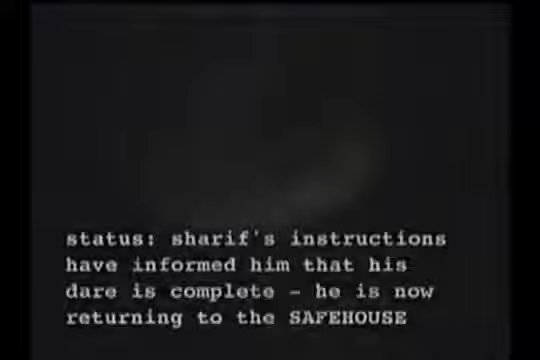 status: sharif's instructions
have informed him that his
dare is complete - he is now
returning to the SAFEHOUSE